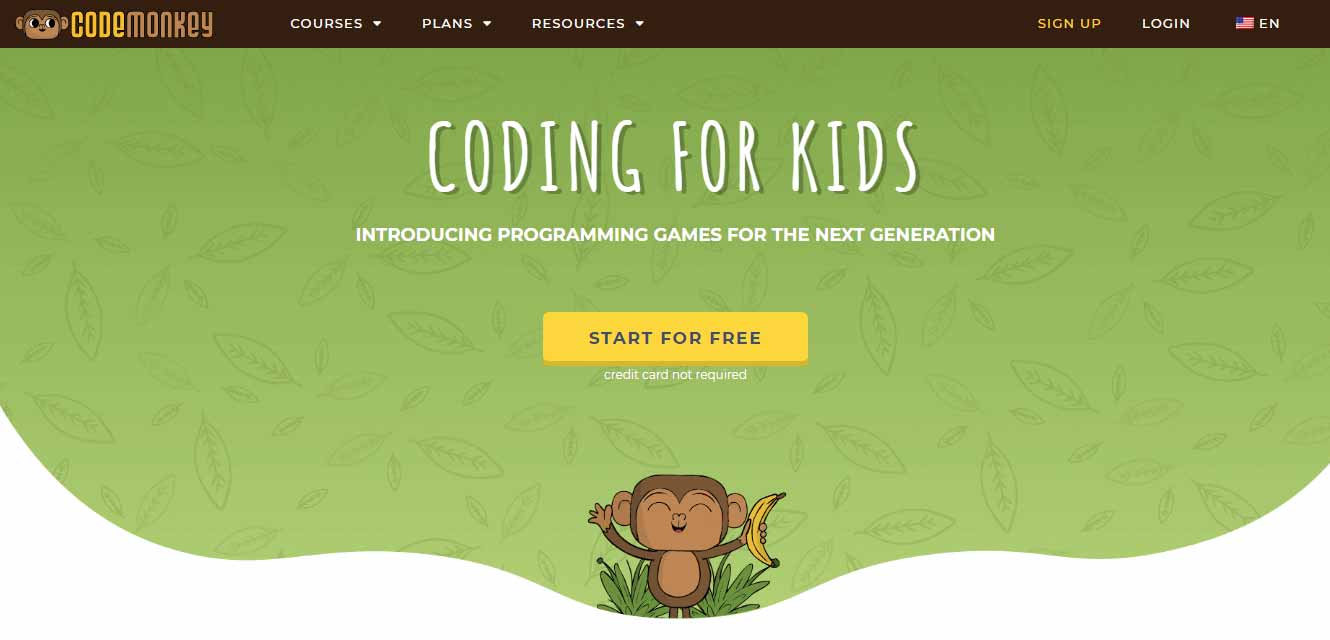 CODEMONKEY
COURSES PLANS RESOURCES SIGN UP LOGIN EN
CODING FOR KIDS
INTRODUCING PROGRAMMING GAMES FOR THE NEXT GENERATION
START FOR FREE
credit card not required